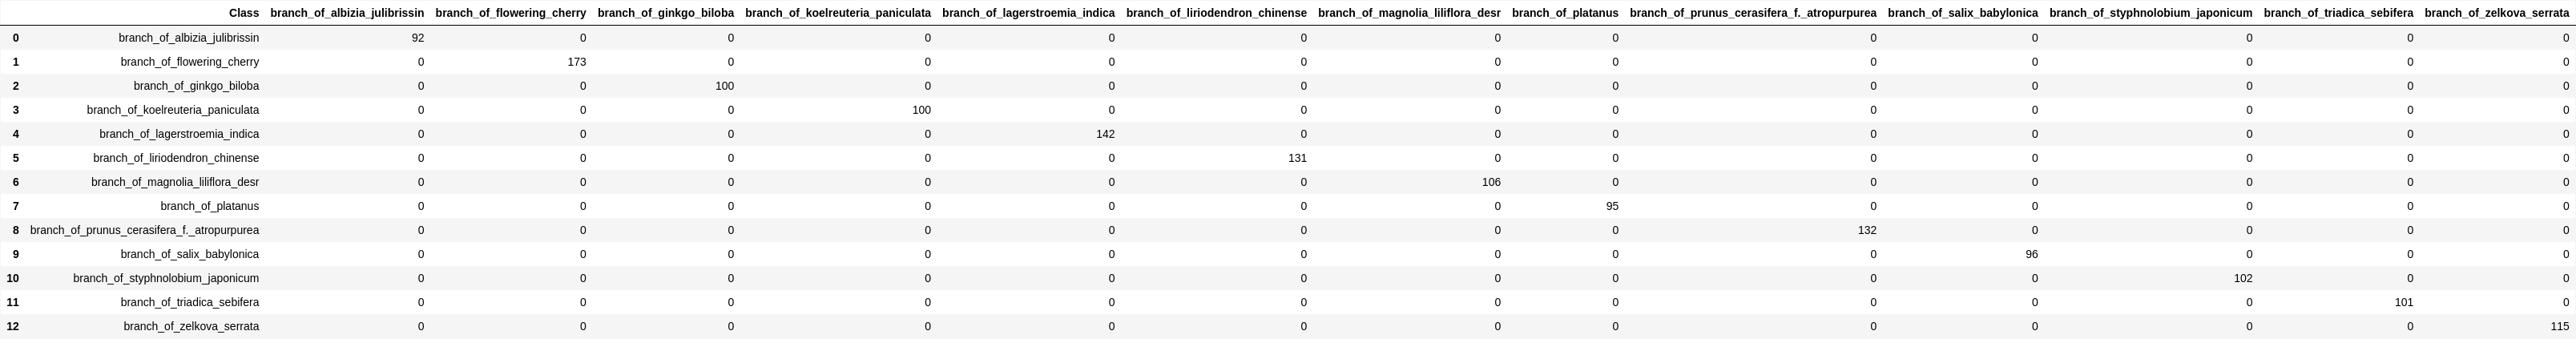 Class branch_of_albizia_julibrissin branch_of_flowering_cherry branch_of_ginkgo_biloba branch_of_koelreuteria_paniculata branch_of_lagerstroemia_indica branch_of_liriodendron_chinense branch_of_magnolia_liliflora_desr branch_of_platanus branch_of_prunus_cerasifera_f._atropurpurea branch_of_salix_babylonica branch_of_styphnolobium_japonicum branch_of_triadica_sebifera branch_of_zelkova_serrata
0 branch_of_albizia_julibrissin 92 0 0 0 0 0 0 0 0 0 0 0 0
1 branch_of_flowering_cherry 0 173 0 0 0 0 0 0 0 0 0 0 0
2 branch_of_ginkgo_biloba 0 0 100 0 0 0 0 0 0 0 0 0 0
3 branch_of_koelreuteria_paniculata 0 0 0 100 0 0 0 0 0 0 0 0 0
4 branch_of_lagerstroemia_indica 0 0 0 0 142 0 0 0 0 0 0 0 0
5 branch_of_liriodendron_chinense 0 0 0 0 0 131 0 0 0 0 0 0 0
6 branch_of_magnolia_liliflora_desr 0 0 0 0 0 0 106 0 0 0 0 0 0
7 branch_of_platanus 0 0 0 0 0 0 0 95 0 0 0 0 0
8 branch_of_prunus_cerasifera_f._atropurpurea 0 0 0 0 0 0 0 0 132 0 0 0 0
9 branch_of_salix_babylonica 0 0 0 0 0 0 0 0 0 96 0 0 0
10 branch_of_styphnolobium_japonicum 0 0 0 0 0 0 0 0 0 0 102 0 0
11 branch_of_triadica_sebifera 0 0 0 0 0 0 0 0 0 0 0 101 0
12 branch_of_zelkova_serrata 0 0 0 0 0 0 0 0 0 0 0 0 115